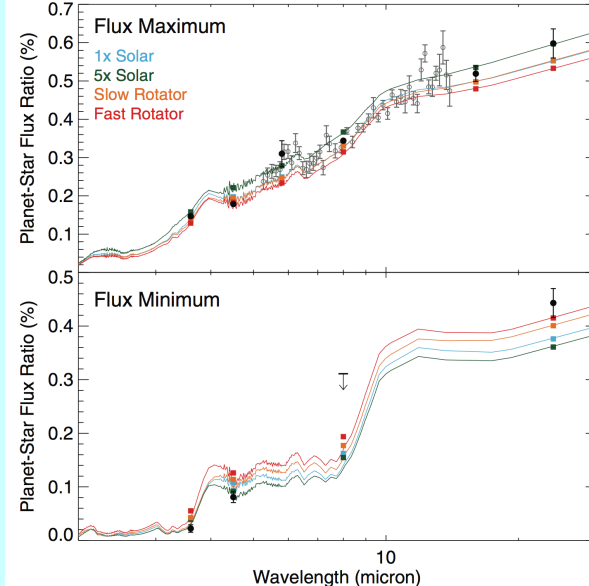 0.7
Flux Maximum
0.6
1x Solar
5x Solar
0.5
Slow Rotator
Fast Rotator
0.4
0.3
0.2
0.1
Planet-Star Flux Ratio (%)
0.5
Flux Minimum
0.4
0.3
0.2
0.1
0.0
Planet-Star Flux Ratio (%)
10
Wavelength (micron)